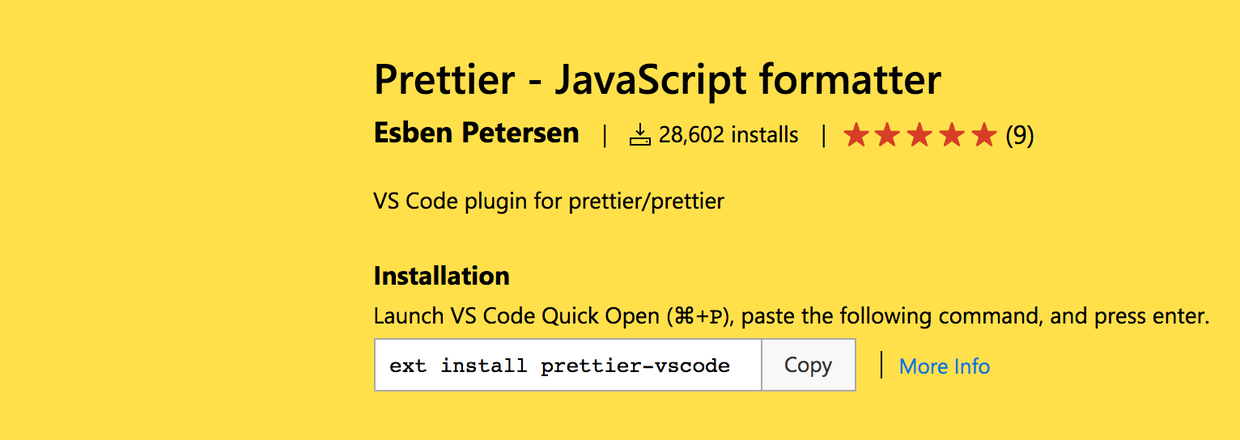 Prettier - JavaScript formatter
Esben Petersen | 28,602 installs | ★★★★★ (9)
VS Code plugin for prettier/prettier
Installation
Launch VS Code Quick Open (⌘+P), paste the following command, and press enter.
ext install prettier-vscode Copy | More Info